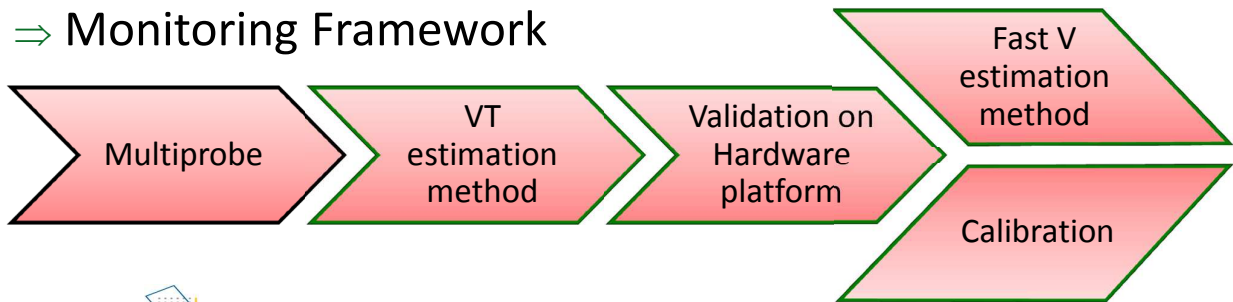 ⇒ Monitoring Framework
Multiprobe
VT
estimation
method
Validation on
Hardware
platform
Fast V
estimation
method
Calibration